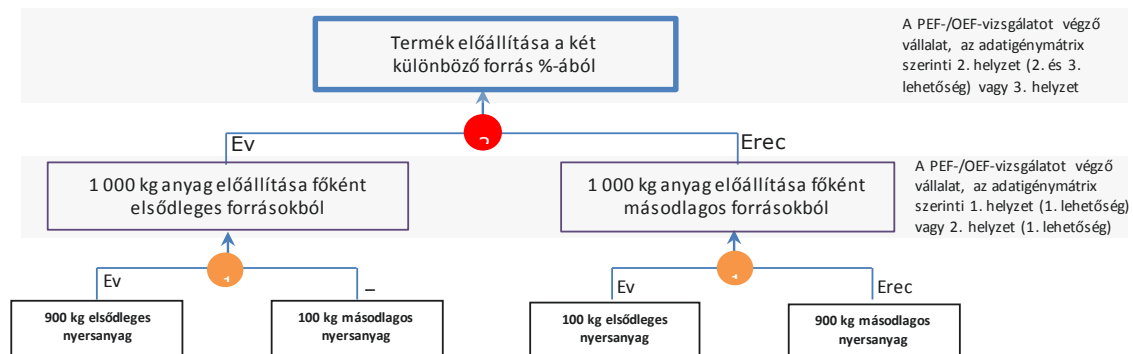 Termék előállítása a két
különböző forrás %-ából
A PEF-/OEF-vizsgálatot végző
vállalat, az adatigénymátrix
szerinti 2. helyzet (2. és 3.
lehetőség) vagy 3. helyzet
Ev
Erec
1 000 kg anyag előállítása főként
elsődleges forrásokból
1 000 kg anyag előállítása főként
másodlagos forrásokból
A PEF-/OEF-vizsgálatot végző
vállalat, az adatigénymátrix
szerinti 1. helyzet (1. lehetőség)
vagy 2. helyzet (1. lehetőség)
Ev
Ev
Erec
900 kg elsődleges
nyersanyag
100 kg másodlagos
nyersanyag
100 kg elsődleges
nyersanyag
900 kg másodlagos
nyersanyag